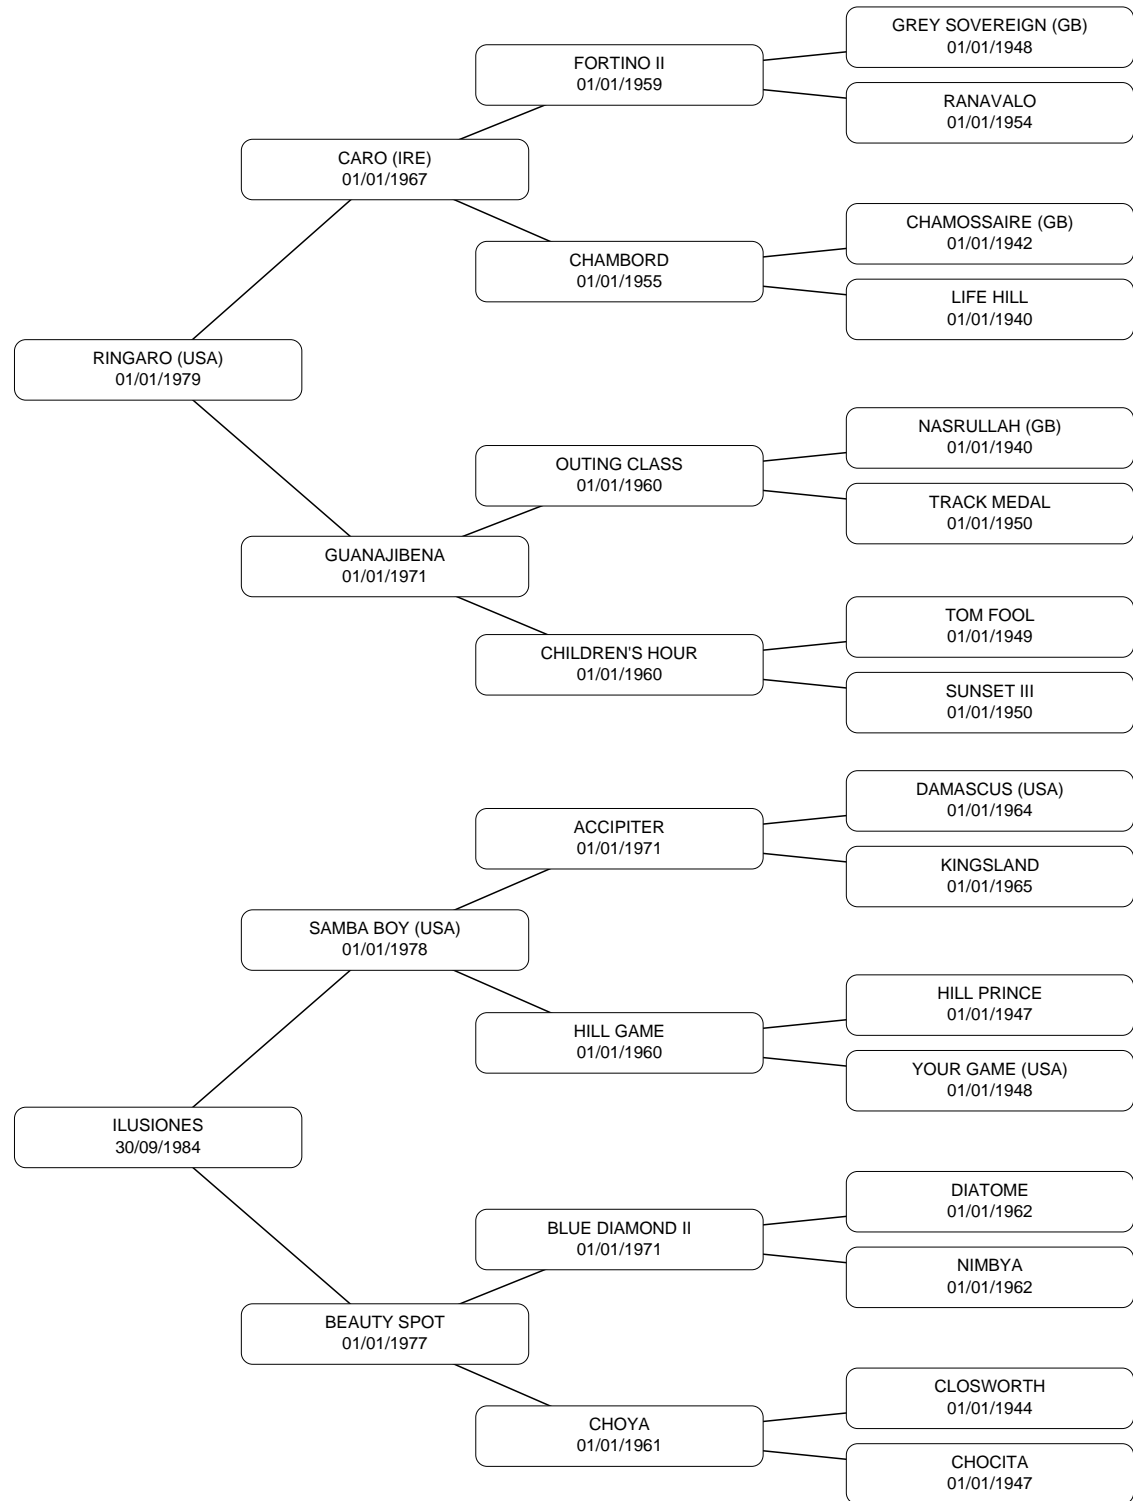 GREY SOVEREIGN (GB)
01/01/1948
FORTINO II
01/01/1959
RANAVALO
01/01/1954
CARO (IRE)
01/01/1967
CHAMOSSAIRE (GB)
01/01/1942
CHAMBORD
01/01/1955
LIFE HILL
01/01/1940
RINGARO (USA)
01/01/1979
NASRULLAH (GB)
01/01/1940
OUTING CLASS
01/01/1960
TRACK MEDAL
01/01/1950
GUANAJIBENA
01/01/1971
TOM FOOL
01/01/1949
CHILDREN'S HOUR
01/01/1960
SUNSET III
01/01/1950
DAMASCUS (USA)
01/01/1964
ACCIPITER
01/01/1971
KINGSLAND
01/01/1965
SAMBA BOY (USA)
01/01/1978
HILL PRINCE
01/01/1947
HILL GAME
01/01/1960
YOUR GAME (USA)
01/01/1948
ILUSIONES
30/09/1984
DIATOME
01/01/1962
BLUE DIAMOND II
01/01/1971
NIMBYA
01/01/1962
BEAUTY SPOT
01/01/1977
CLOSWORTH
01/01/1944
CHOYA
01/01/1961
CHOCITA
01/01/1947